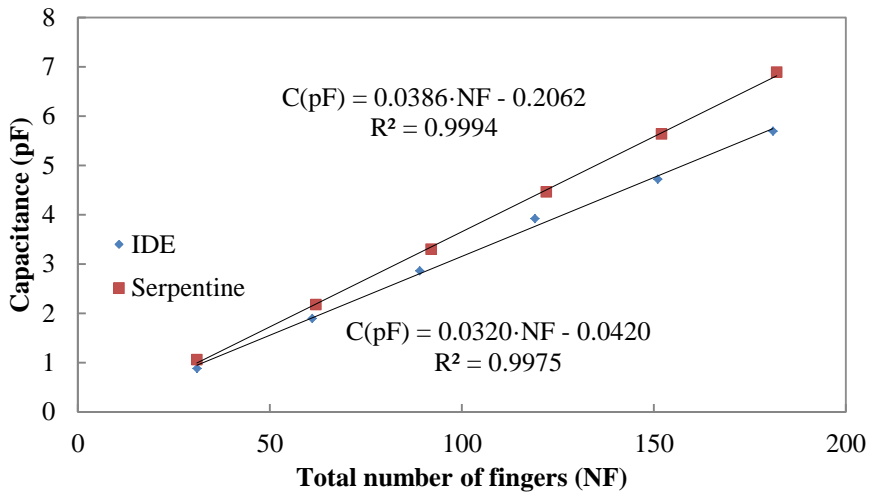 8
7
6
5
4
3
2
1
0
Capacitance (pF)
C(pF) = 0.0386·NF - 0.2062
R² = 0.9994
IDE
Serpentine
C(pF) = 0.0320·NF - 0.0420
R² = 0.9975
0 50 100 150 200
Total number of fingers (NF)